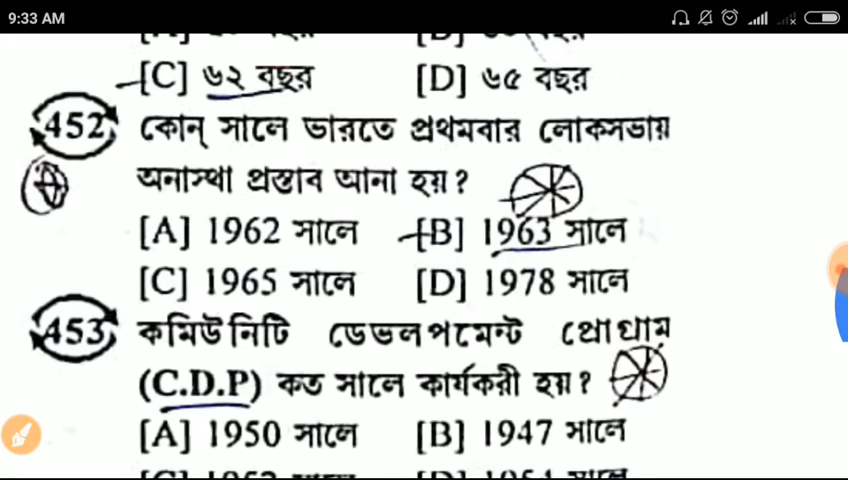 9:33 AM
[C] ৬২ বছর [D] ৬৫ বছর
452 কোন্ সালে ভারতে প্রথমবার লোকসভায়
অনাস্থা প্রস্তাব আনা হয়?
[A] 1962 সালে [B] 1963 সালে
[C] 1965 সালে [D] 1978 সালে
453 কমিউনিটি ডেভলপমেন্ট প্রোগ্রাম
(C.D.P) কত সালে কার্যকরী হয়?
[A] 1950 সালে [B] 1947 সালে